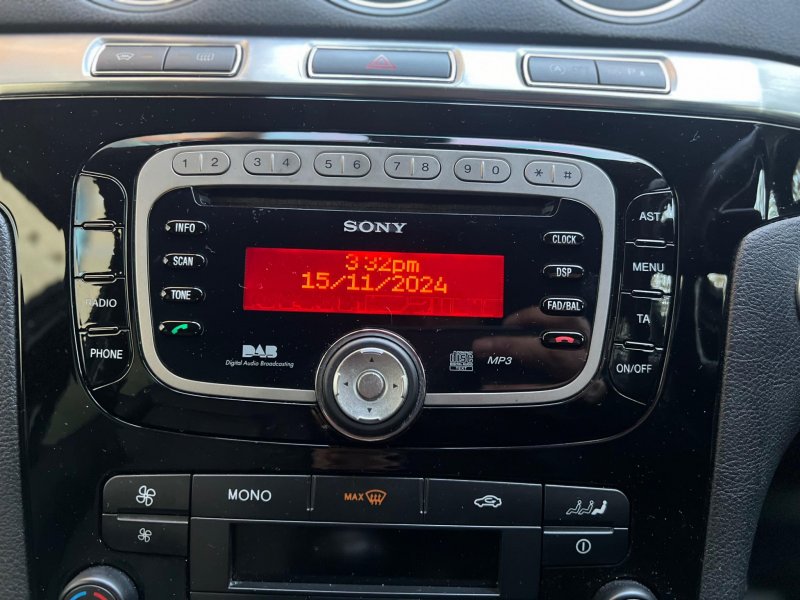 1 2 3 4 5 6 7 8 9 0 * #
SONY
INFO
SCAN
TONE
3 32pm
15/11/2024
CLOCK
DSP
FAD/BAL
AST
MENU
TA
ON/OFF
RADIO
PHONE
DAB
Digital Audio Broadcasting
MP3
MONO
MAX